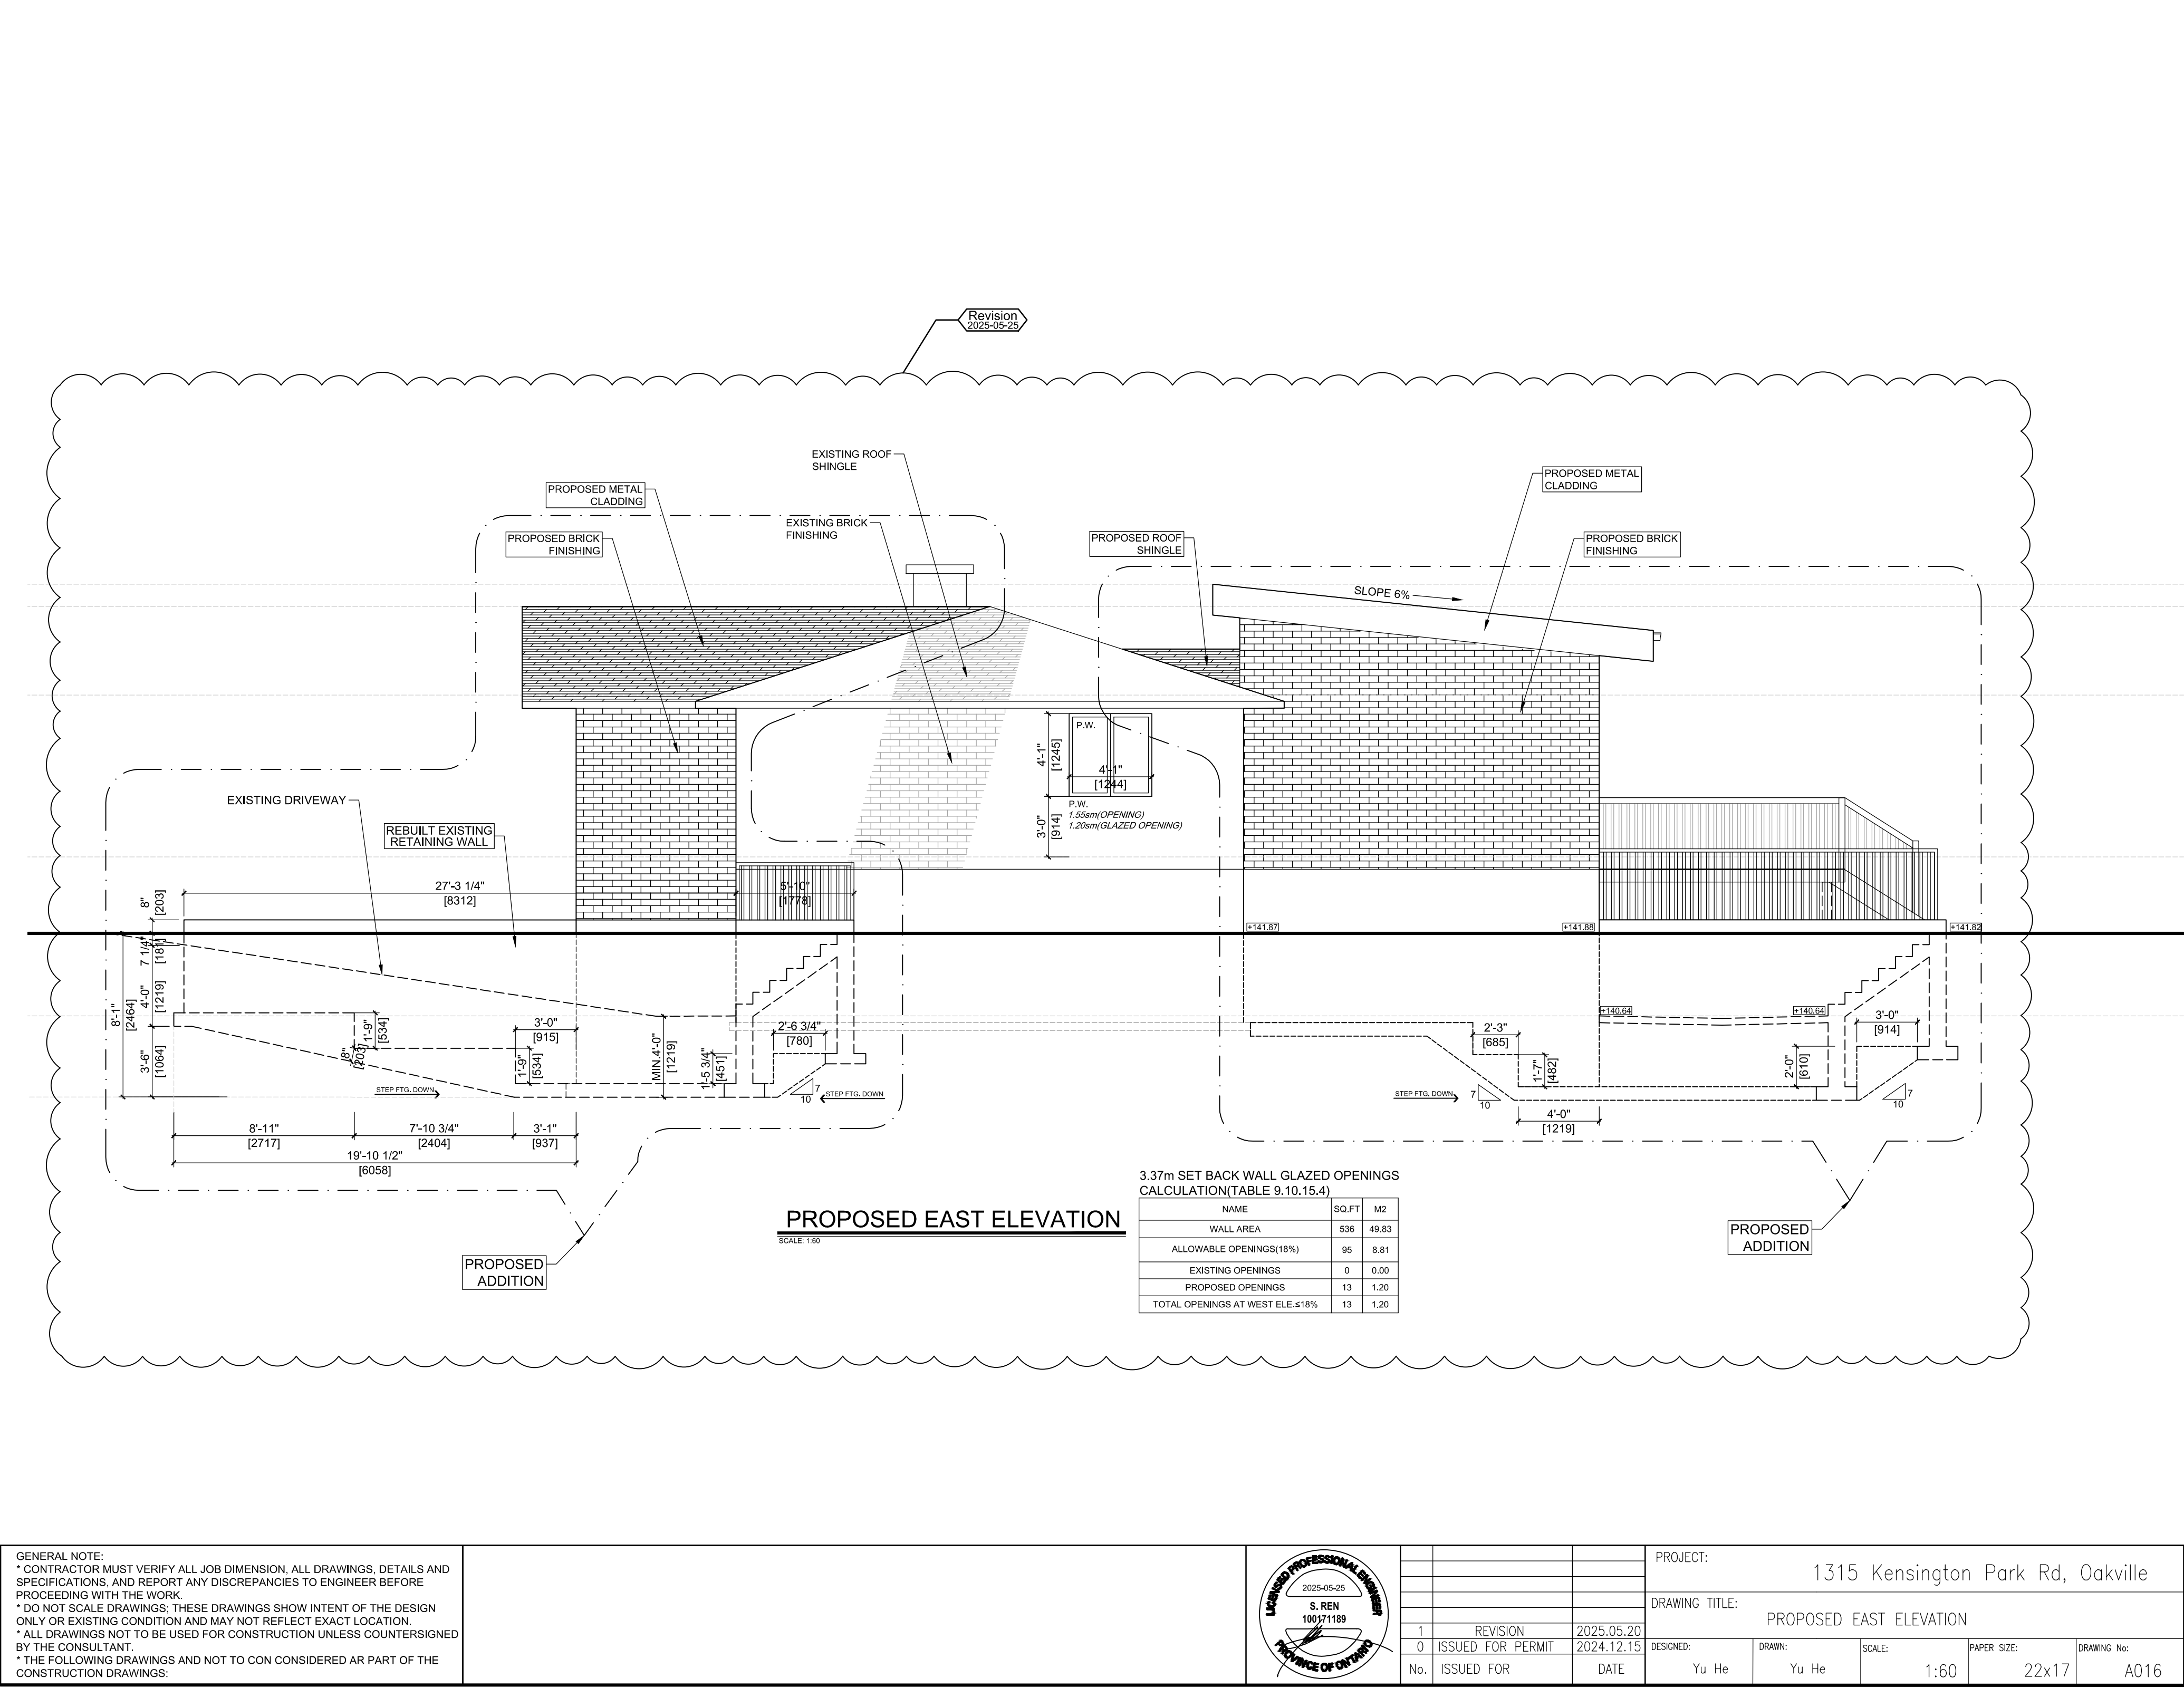 Revision
2025-05-25
EXISTING ROOF
SHINGLE
PROPOSED METAL
CLADDING
PROPOSED METAL
CLADDING
EXISTING BRICK
FINISHING
PROPOSED BRICK
FINISHING
PROPOSED ROOF
SHINGLE
PROPOSED BRICK
FINISHING
SLOPE 6%
P.W.
4'-1"
[1245]
4'-1"
[1244]
P.W.
1.55sm(OPENING)
1.20sm(GLAZED OPENING)
3'-0"
[914]
EXISTING DRIVEWAY
REBUILT EXISTING
RETAINING WALL
27'-3 1/4"
[8312]
5'-10"
[1778]
8"
[203]
7 1/4"
[181]
4'-0"
[1219]
8'-1"
[2464]
3'-6"
[1064]
1'-9"
[534]
8"
[203]
3'-0"
[915]
1'-9"
[534]
MIN.4'-0"
[1219]
1'-5 3/4"
[451]
2'-6 3/4"
[780]
7
10
STEP FTG. DOWN
STEP FTG. DOWN
8'-11"
[2717]
7'-10 3/4"
[2404]
3'-1"
[937]
19'-10 1/2"
[6058]
+141.87
+141.88
+141.82
+140.64
+140.64
2'-3"
[685]
1'-7"
[482]
3'-0"
[914]
2'-0"
[610]
STEP FTG. DOWN
7
10
7
10
4'-0"
[1219]
PROPOSED
ADDITION
PROPOSED
ADDITION
PROPOSED EAST ELEVATION
SCALE: 1:60
3.37m SET BACK WALL GLAZED OPENINGS
CALCULATION(TABLE 9.10.15.4)
NAME SQ.FT M2
WALL AREA 536 49.83
ALLOWABLE OPENINGS(18%) 95 8.81
EXISTING OPENINGS 0 0.00
PROPOSED OPENINGS 13 1.20
TOTAL OPENINGS AT WEST ELE.≤18% 13 1.20
GENERAL NOTE:
* CONTRACTOR MUST VERIFY ALL JOB DIMENSION, ALL DRAWINGS, DETAILS AND
SPECIFICATIONS, AND REPORT ANY DISCREPANCIES TO ENGINEER BEFORE
PROCEEDING WITH THE WORK.
* DO NOT SCALE DRAWINGS; THESE DRAWINGS SHOW INTENT OF THE DESIGN
ONLY OR EXISTING CONDITION AND MAY NOT REFLECT EXACT LOCATION.
* ALL DRAWINGS NOT TO BE USED FOR CONSTRUCTION UNLESS COUNTERSIGNED
BY THE CONSULTANT.
* THE FOLLOWING DRAWINGS AND NOT TO CON CONSIDERED AR PART OF THE
CONSTRUCTION DRAWINGS:
LICENSED PROFESSIONAL ENGINEER
2025-05-25
S. REN
100171189
PROVINCE OF ONTARIO
1 REVISION 2025.05.20
0 ISSUED FOR PERMIT 2024.12.15
No. ISSUED FOR DATE
PROJECT:
1315 Kensington Park Rd, Oakville
DRAWING TITLE:
PROPOSED EAST ELEVATION
DESIGNED: DRAWN: SCALE: PAPER SIZE: DRAWING No:
Yu He Yu He 1:60 22x17 A016